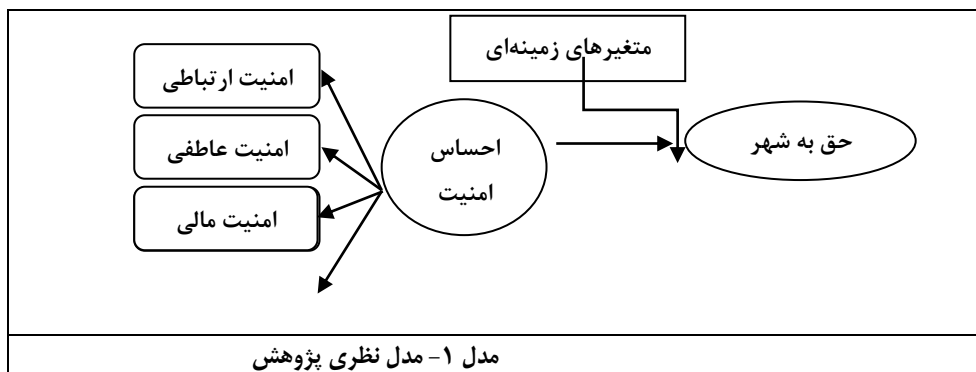 متغیرهای زمینه‌ای
امنیت ارتباطی
امنیت عاطفی
امنیت مالی
احساس
امنیت
حق به شهر
مدل ۱- مدل نظری پژوهش